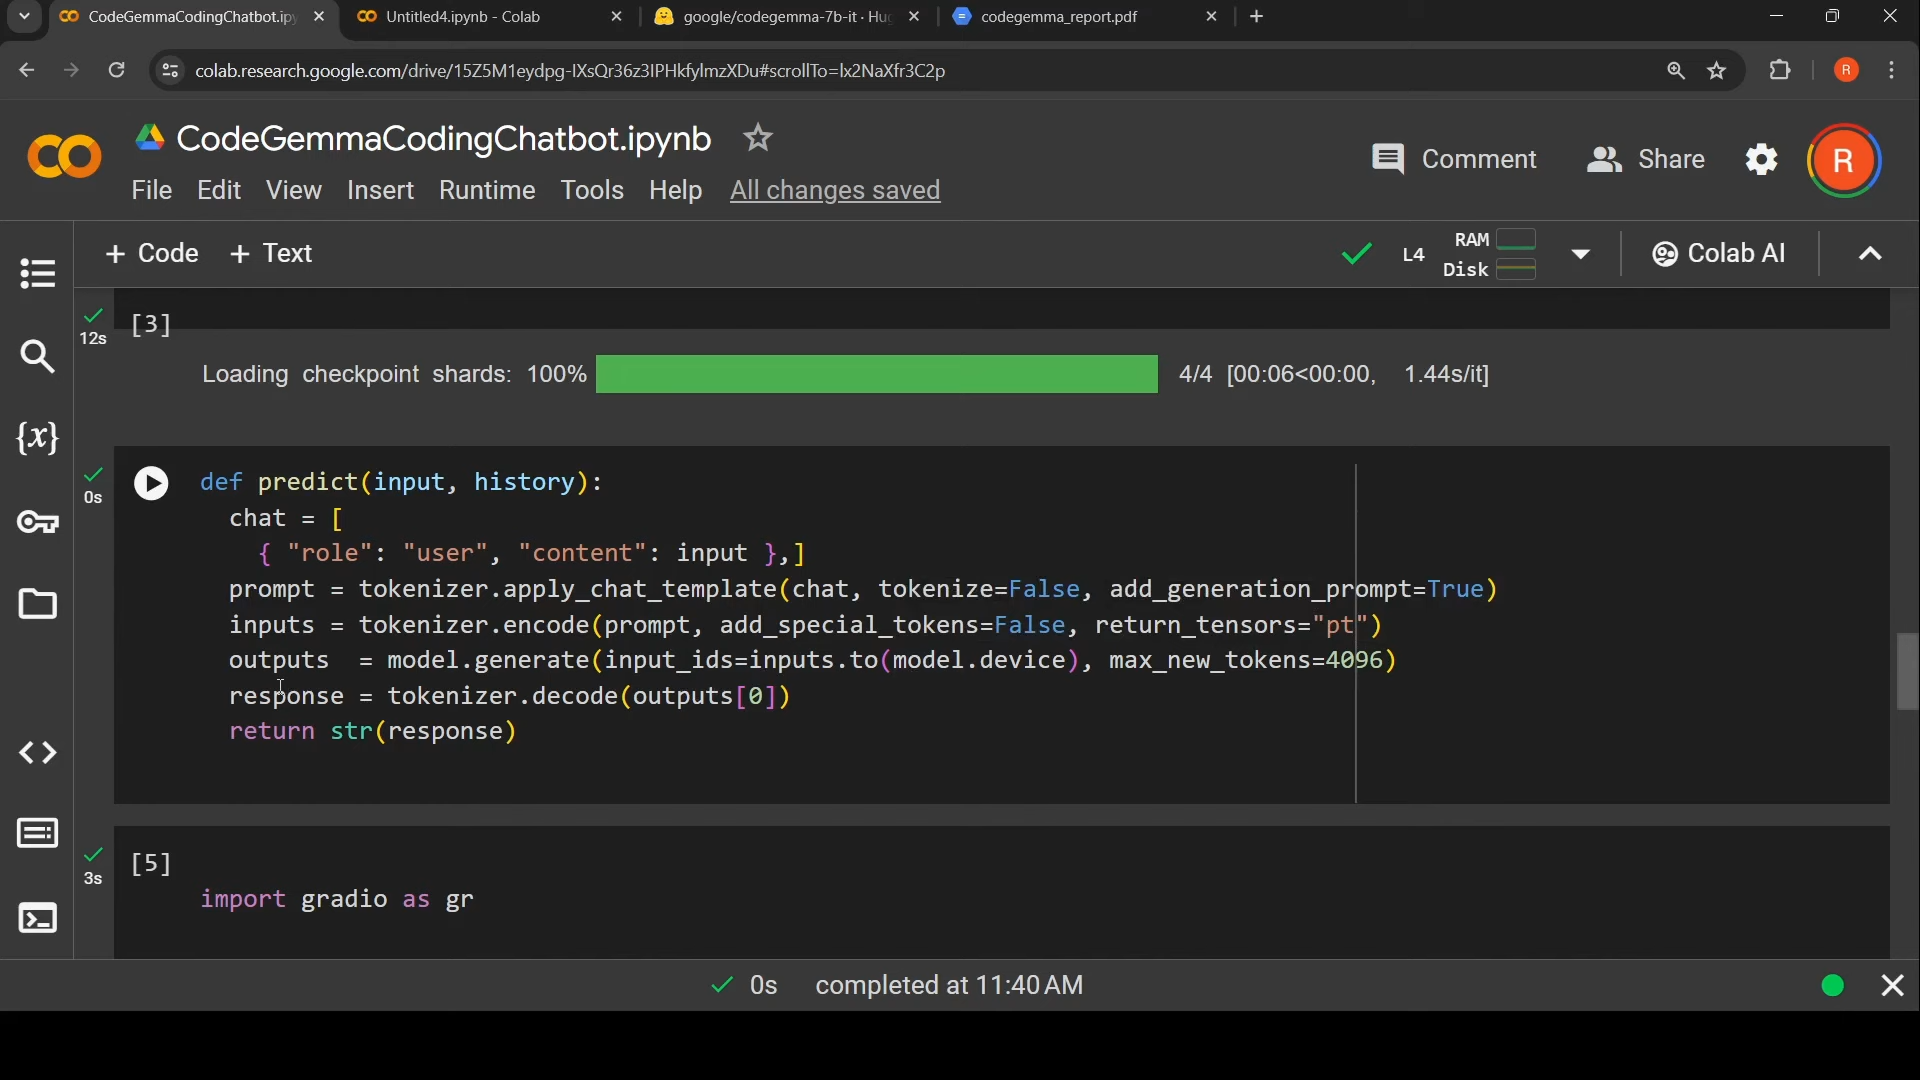 CodeGemmaCodingChatbot.ipy
Untitled4.ipynb - Colab
google/codegemma-7b-it · Hug
codegemma_report.pdf
colab.research.google.com/drive/15Z5M1eydpg-IXsQr36z3IPHkfylmzXDu#scrollTo=lx2NaXfr3C2p
R
CodeGemmaCodingChatbot.ipynb
Comment
Share
R
File Edit View Insert Runtime Tools Help All changes saved
+ Code + Text
L4
RAM
Disk
Colab AI
12s
[3]
Loading checkpoint shards: 100%
4/4 [00:06<00:00, 1.44s/it]
{x}
0s
def predict(input, history):
chat = [
{ "role": "user", "content": input },]
prompt = tokenizer.apply_chat_template(chat, tokenize=False, add_generation_prompt=True)
inputs = tokenizer.encode(prompt, add_special_tokens=False, return_tensors="pt")
outputs  = model.generate(input_ids=inputs.to(model.device), max_new_tokens=4096)
response = tokenizer.decode(outputs[0])
return str(response)
3s
[5]
import gradio as gr
0s completed at 11:40 AM